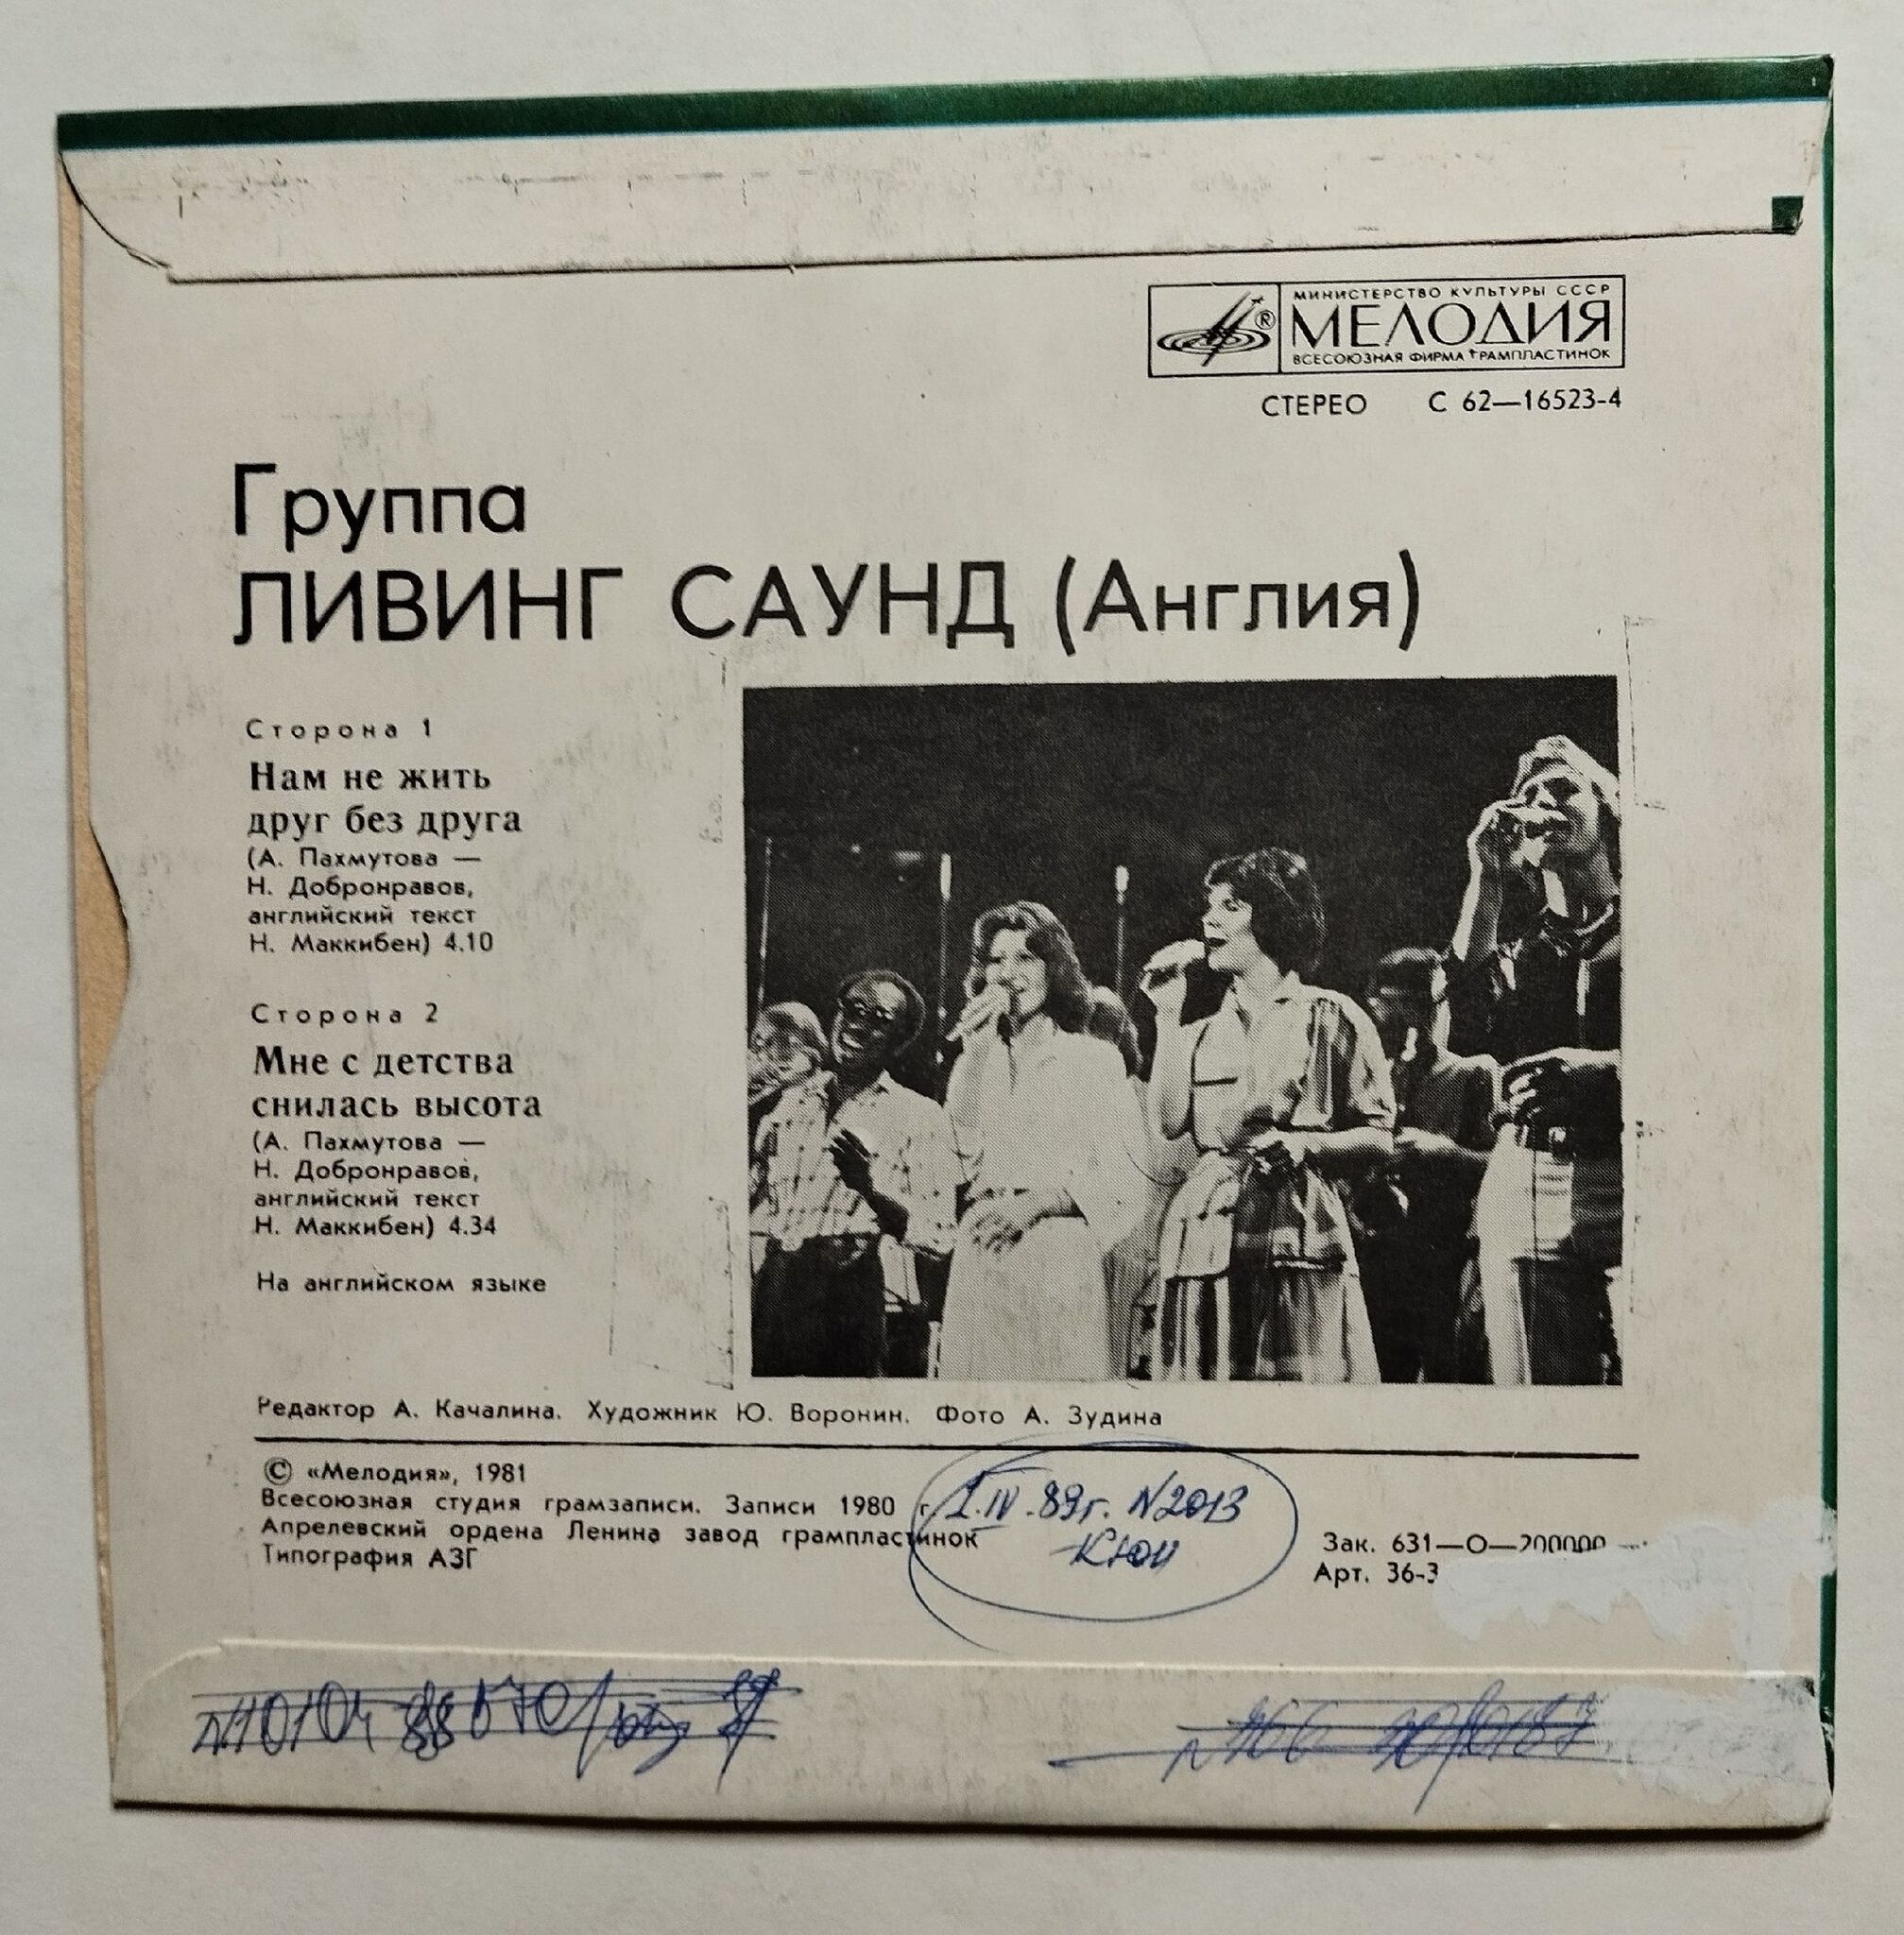 МИНИСТЕРСТВО КУЛЬТУРЫ СССР
® МЕЛОДИЯ
ВСЕСОЮЗНАЯ ФИРМА ГРАМПЛАСТИНОК
СТЕРЕО С 62—16523-4
Группа
ЛИВИНГ САУНД (Англия)
Сторона 1
Нам не жить
друг без друга
(А. Пахмутова —
Н. Добронравов,
английский текст
Н. Маккибен) 4.10
Сторона 2
Мне с детства
снилась высота
(А. Пахмутова —
Н. Добронравов,
английский текст
Н. Маккибен) 4.34
На английском языке
Редактор А. Качалина. Художник Ю. Воронин. Фото А. Зудина
© «Мелодия», 1981
Всесоюзная студия грамзаписи. Записи 1980 г.
Апрелевский ордена Ленина завод грампластинок
Типография АЗГ
IV.89г. N2013
Зак. 631—О—200000
Арт. 36-3